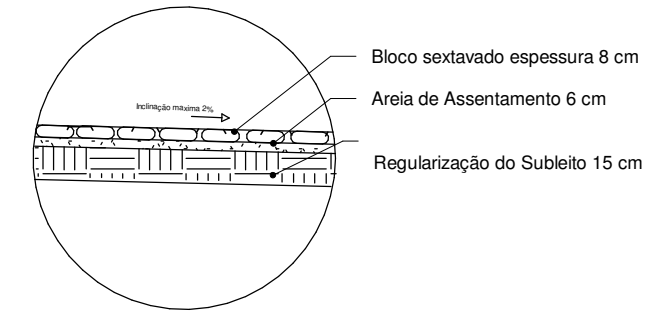 Bloco sextavado espessura 8 cm
Inclinação maxima 2%
Areia de Assentamento 6 cm
Regularização do Subleito 15 cm